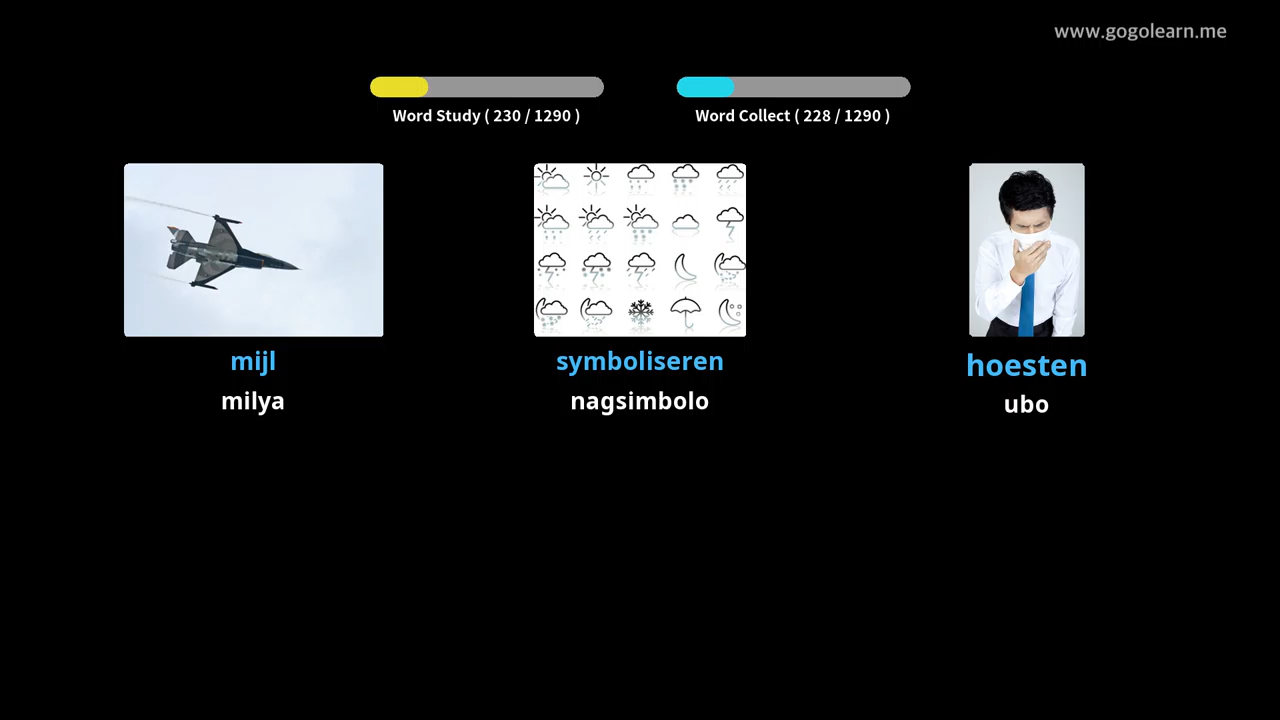 www.gogolearn.me
Word Study ( 230 / 1290 )
Word Collect ( 228 / 1290 )
mijl
milya
symboliseren
nagsimbolo
hoesten
ubo